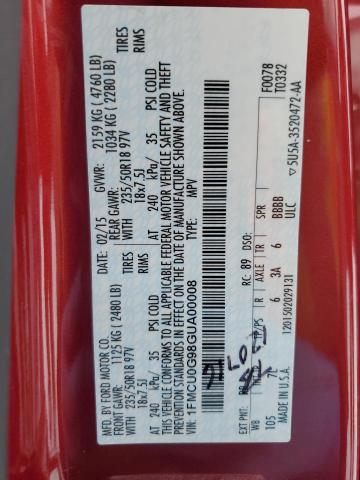 MFD. BY FORD MOTOR CO.
DATE: 02/15 GVWR: 2159 KG ( 4760 LB)
FRONT GAWR: 1125 KG (2480 LB) REAR GAWR: 1034 KG ( 2280 LB)
WITH 235/50R18 97V TIRES WITH 235/50R18 97V TIRES
18x7.5J RIMS 18x7.5J RIMS
AT 240 kPa/ 35 PSI COLD AT 240 kPa/ 35 PSI COLD
THIS VEHICLE CONFORMS TO ALL APPLICABLE FEDERAL MOTOR VEHICLE SAFETY AND THEFT
PREVENTION STANDARDS IN EFFECT ON THE DATE OF MANUFACTURE SHOWN ABOVE.
VIN: 1FMCU0G98GUA00008
TYPE: MPV
F0078
T0332
EXT PNT: RC: 89 DSO:
WB R AXLE TR SPR
105 6 3A 6 BBBB
ULC
MADE IN U.S.A. 1201502029131
5U5A-3520472-AA